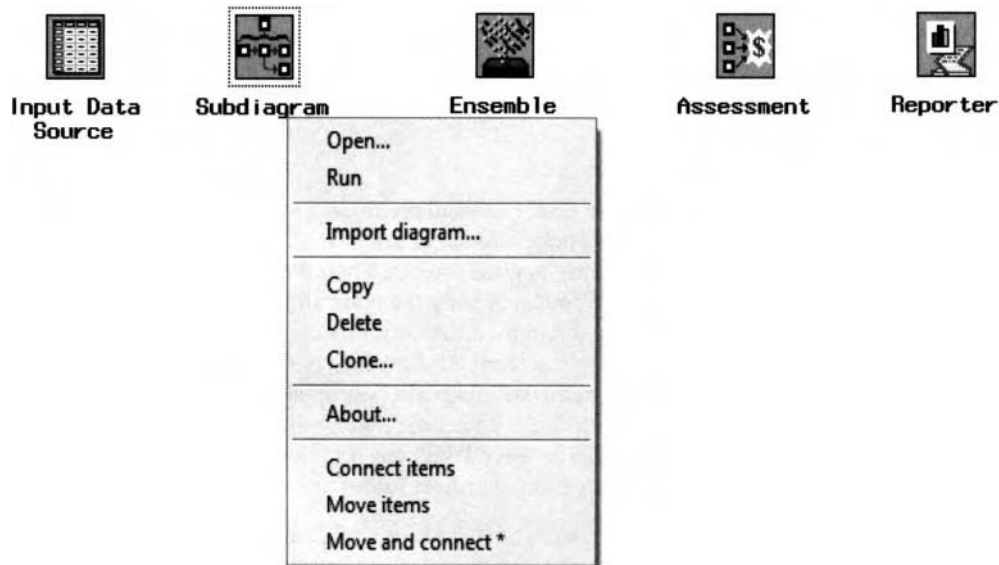 Input Data
Source
Subdiagram
Ensemble
Assessment
Reporter
Open...
Run
Import diagram...
Copy
Delete
Clone...
About...
Connect items
Move items
Move and connect *
$